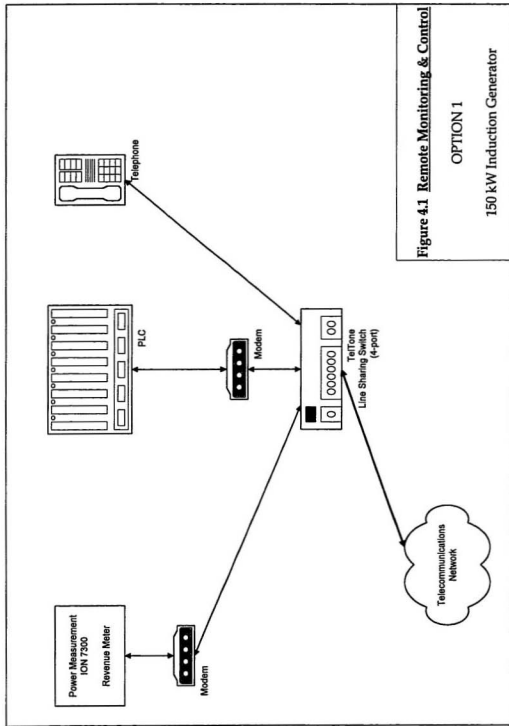 Power Measurement
ION 7300
Revenue Meter
Modem
PLC
Modem
Telephone
TelTone
Line Sharing Switch
(4-port)
Telecommunications
Network
Figure 4.1 Remote Monitoring & Control
OPTION 1
150 kW Induction Generator